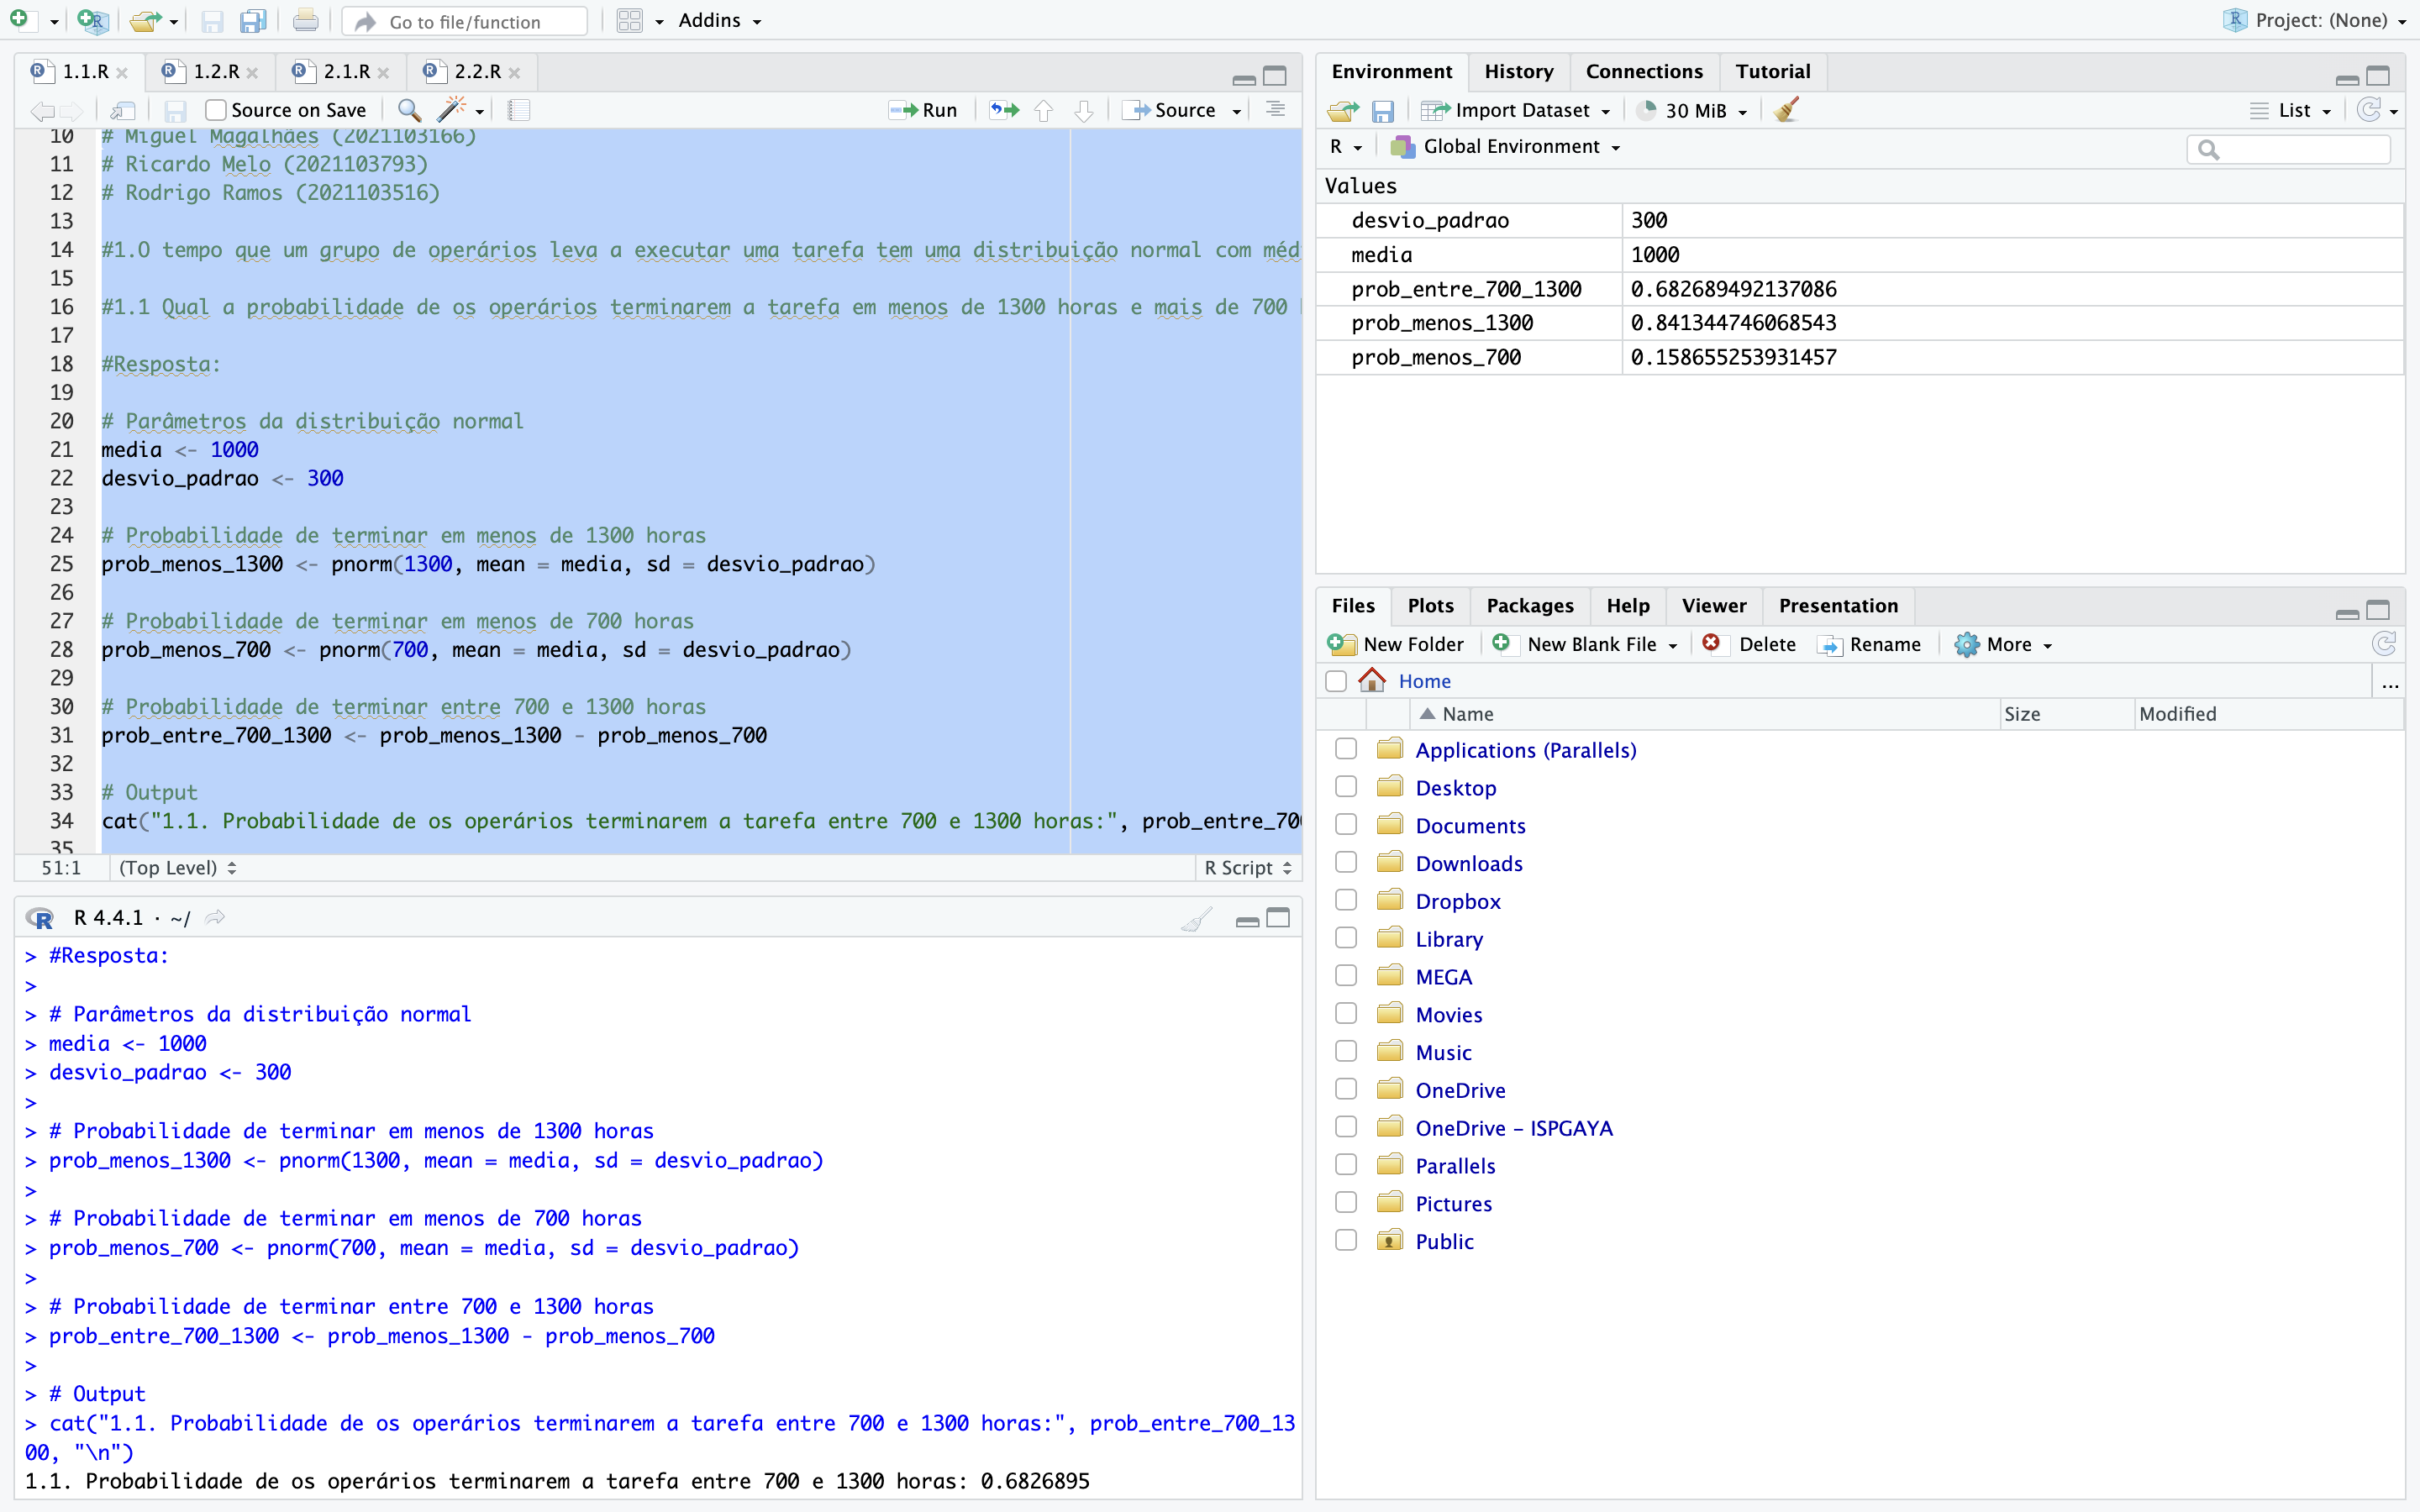 Go to file/function
Addins
Project: (None)
1.1.R
1.2.R
2.1.R
2.2.R
Source on Save
Run
Source
10 # Miguel Magalhães (2021103166)
11 # Ricardo Melo (2021103793)
12 # Rodrigo Ramos (2021103516)
13
14 #1.O tempo que um grupo de operários leva a executar uma tarefa tem uma distribuição normal com méd
15
16 #1.1 Qual a probabilidade de os operários terminarem a tarefa em menos de 1300 horas e mais de 700
17
18 #Resposta:
19
20 # Parâmetros da distribuição normal
21 media <- 1000
22 desvio_padrao <- 300
23
24 # Probabilidade de terminar em menos de 1300 horas
25 prob_menos_1300 <- pnorm(1300, mean = media, sd = desvio_padrao)
26
27 # Probabilidade de terminar em menos de 700 horas
28 prob_menos_700 <- pnorm(700, mean = media, sd = desvio_padrao)
29
30 # Probabilidade de terminar entre 700 e 1300 horas
31 prob_entre_700_1300 <- prob_menos_1300 - prob_menos_700
32
33 # Output
34 cat("1.1. Probabilidade de os operários terminarem a tarefa entre 700 e 1300 horas:", prob_entre_70
35
51:1 (Top Level) R Script
R 4.4.1 · ~/
> #Resposta:
>
> # Parâmetros da distribuição normal
> media <- 1000
> desvio_padrao <- 300
>
> # Probabilidade de terminar em menos de 1300 horas
> prob_menos_1300 <- pnorm(1300, mean = media, sd = desvio_padrao)
>
> # Probabilidade de terminar em menos de 700 horas
> prob_menos_700 <- pnorm(700, mean = media, sd = desvio_padrao)
>
> # Probabilidade de terminar entre 700 e 1300 horas
> prob_entre_700_1300 <- prob_menos_1300 - prob_menos_700
>
> # Output
> cat("1.1. Probabilidade de os operários terminarem a tarefa entre 700 e 1300 horas:", prob_entre_700_13
00, "\n")
1.1. Probabilidade de os operários terminarem a tarefa entre 700 e 1300 horas: 0.6826895
Environment History Connections Tutorial
Import Dataset 30 MiB List
R Global Environment
Values
desvio_padrao 300
media 1000
prob_entre_700_1300 0.682689492137086
prob_menos_1300 0.841344746068543
prob_menos_700 0.158655253931457
Files Plots Packages Help Viewer Presentation
New Folder New Blank File Delete Rename More
Home ...
Name Size Modified
Applications (Parallels)
Desktop
Documents
Downloads
Dropbox
Library
MEGA
Movies
Music
OneDrive
OneDrive – ISPGAYA
Parallels
Pictures
Public